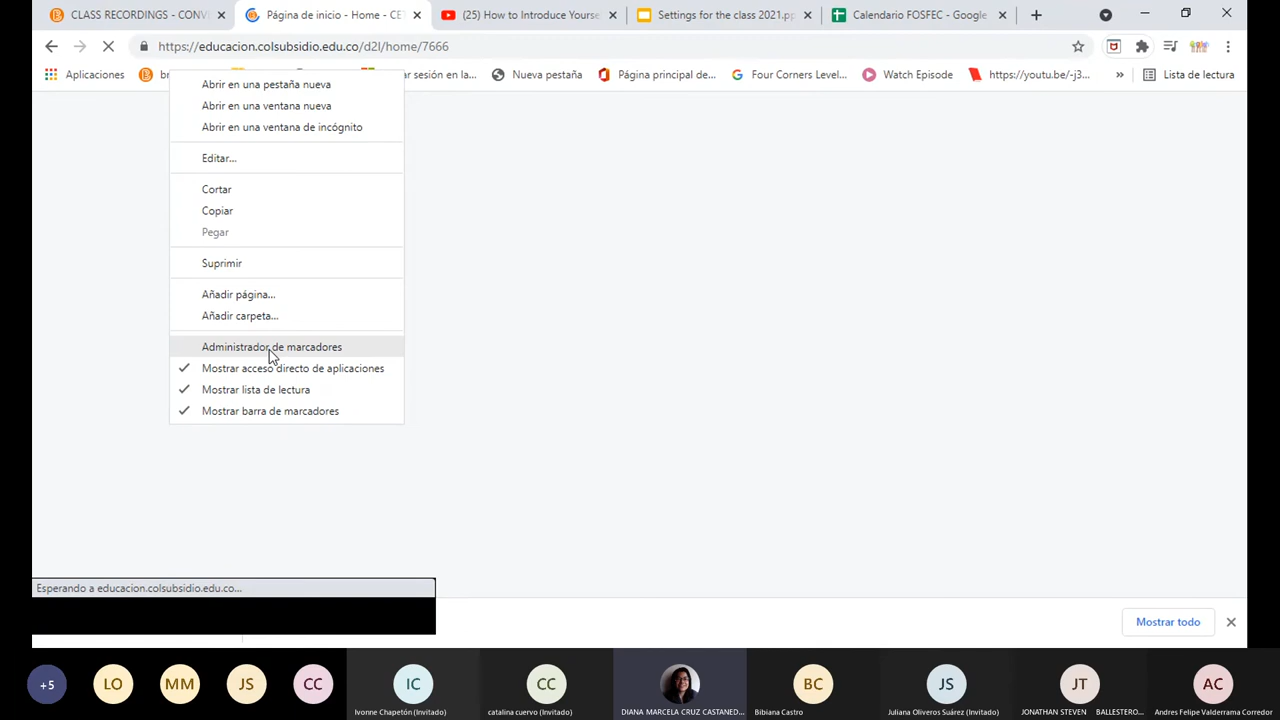 CLASS RECORDINGS - CONVI
Página de inicio - Home - CE
(25) How to Introduce Yourse
Settings for the class 2021.pp
Calendario FOSFEC - Google
https://educacion.colsubsidio.edu.co/d2l/home/7666
Aplicaciones
ar sesión en la...
Nueva pestaña
Página principal de...
Four Corners Level...
Watch Episode
https://youtu.be/-j3...
»
Lista de lectura
Abrir en una pestaña nueva
Abrir en una ventana nueva
Abrir en una ventana de incógnito
Editar...
Cortar
Copiar
Pegar
Suprimir
Añadir página...
Añadir carpeta...
Administrador de marcadores
Mostrar acceso directo de aplicaciones
Mostrar lista de lectura
Mostrar barra de marcadores
Esperando a educacion.colsubsidio.edu.co...
Mostrar todo
+5
LO
MM
JS
CC
IC
CC
BC
JS
JT
AC
Ivonne Chapetón (Invitado)
catalina cuervo (Invitado)
DIANA MARCELA CRUZ CASTANED...
Bibiana Castro
Juliana Oliveros Suárez (Invitado)
JONATHAN STEVEN BALLESTERO...
Andres Felipe Valderrama Corredor